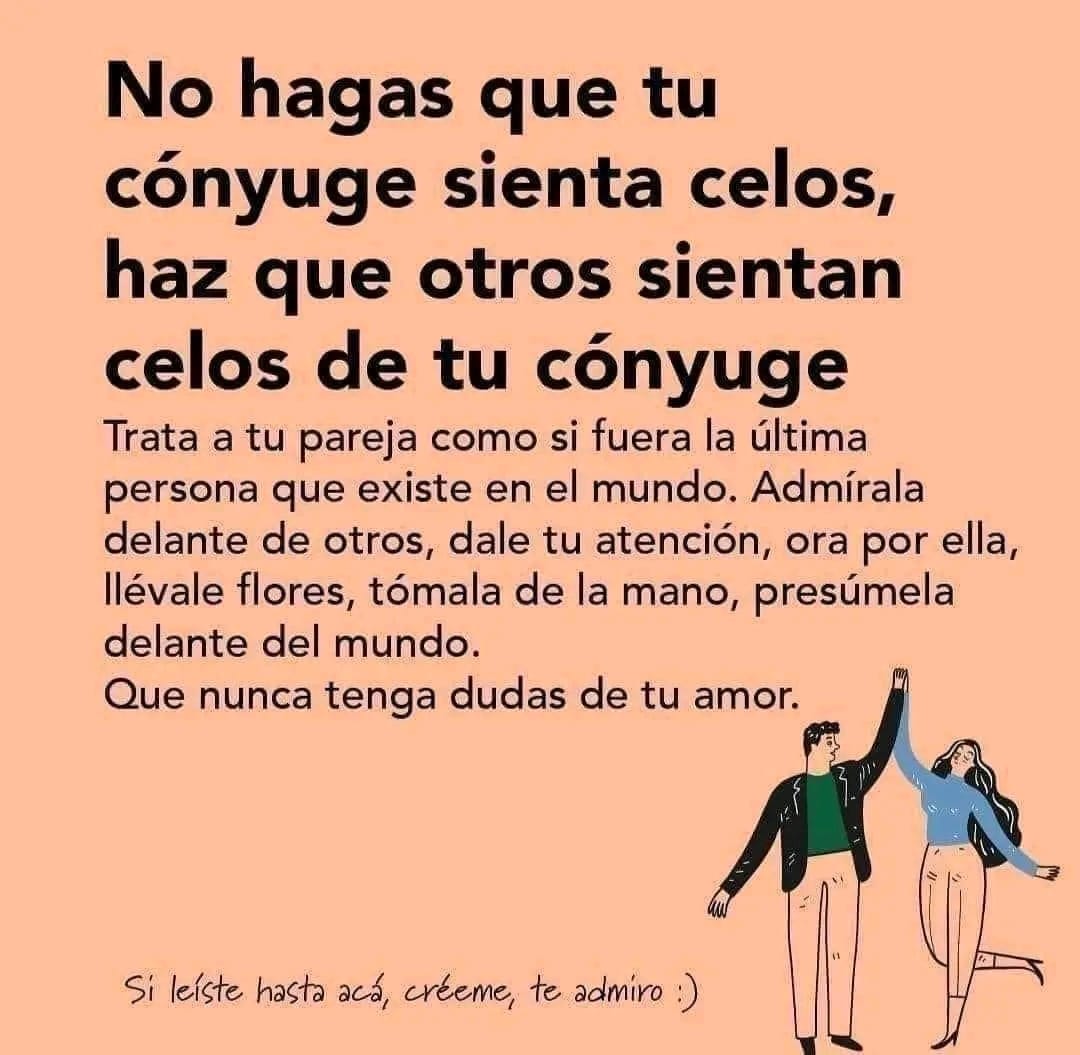 No hagas que tu
cónyuge sienta celos,
haz que otros sientan
celos de tu cónyuge
Trata a tu pareja como si fuera la última
persona que existe en el mundo. Admírala
delante de otros, dale tu atención, ora por ella,
llévale flores, tómala de la mano, presúmela
delante del mundo.
Que nunca tenga dudas de tu amor.
Si leíste hasta acá, créeme, te admiro :)